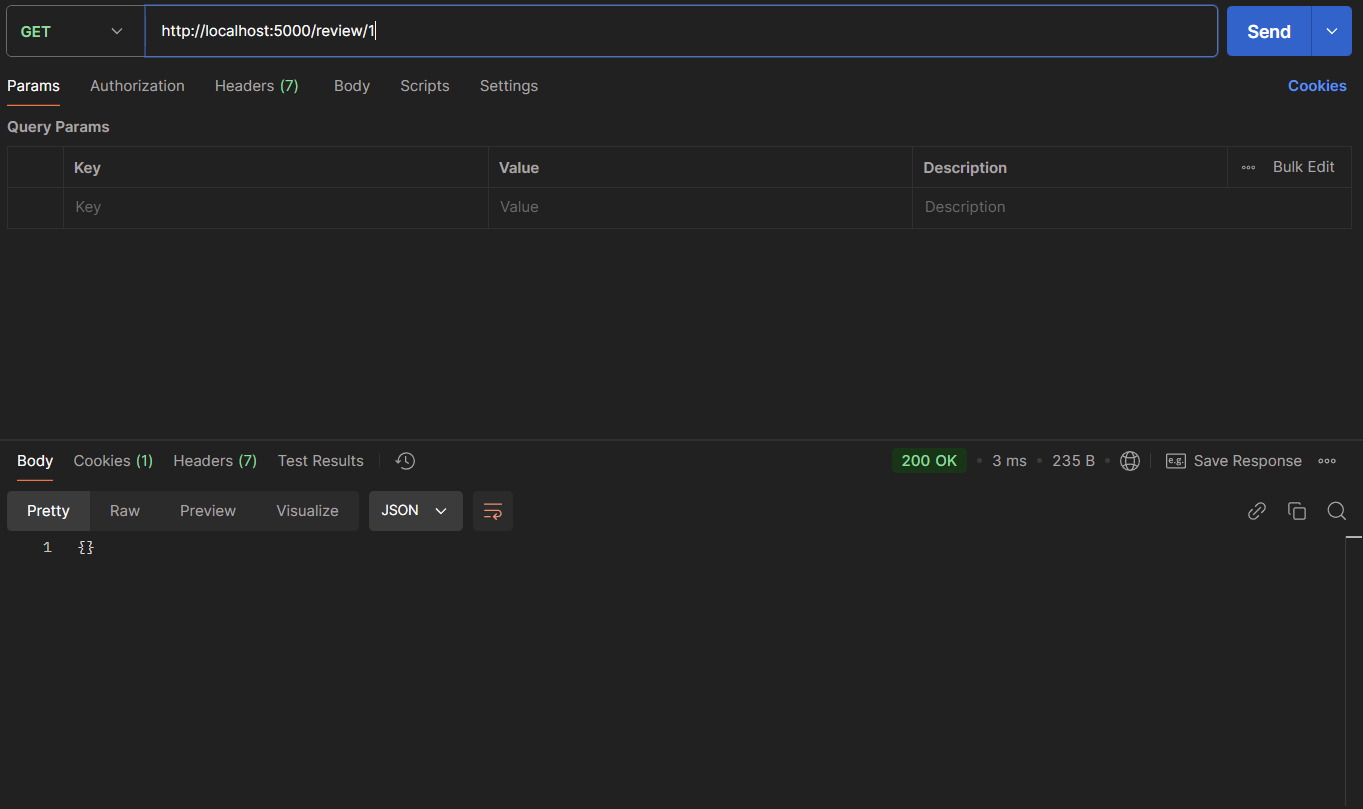 GET http://localhost:5000/review/1 Send
Params Authorization Headers (7) Body Scripts Settings Cookies
Query Params
Key Value Description Bulk Edit
Key Value Description
Body Cookies (1) Headers (7) Test Results 200 OK 3 ms 235 B e.g. Save Response
Pretty Raw Preview Visualize JSON
1 {}